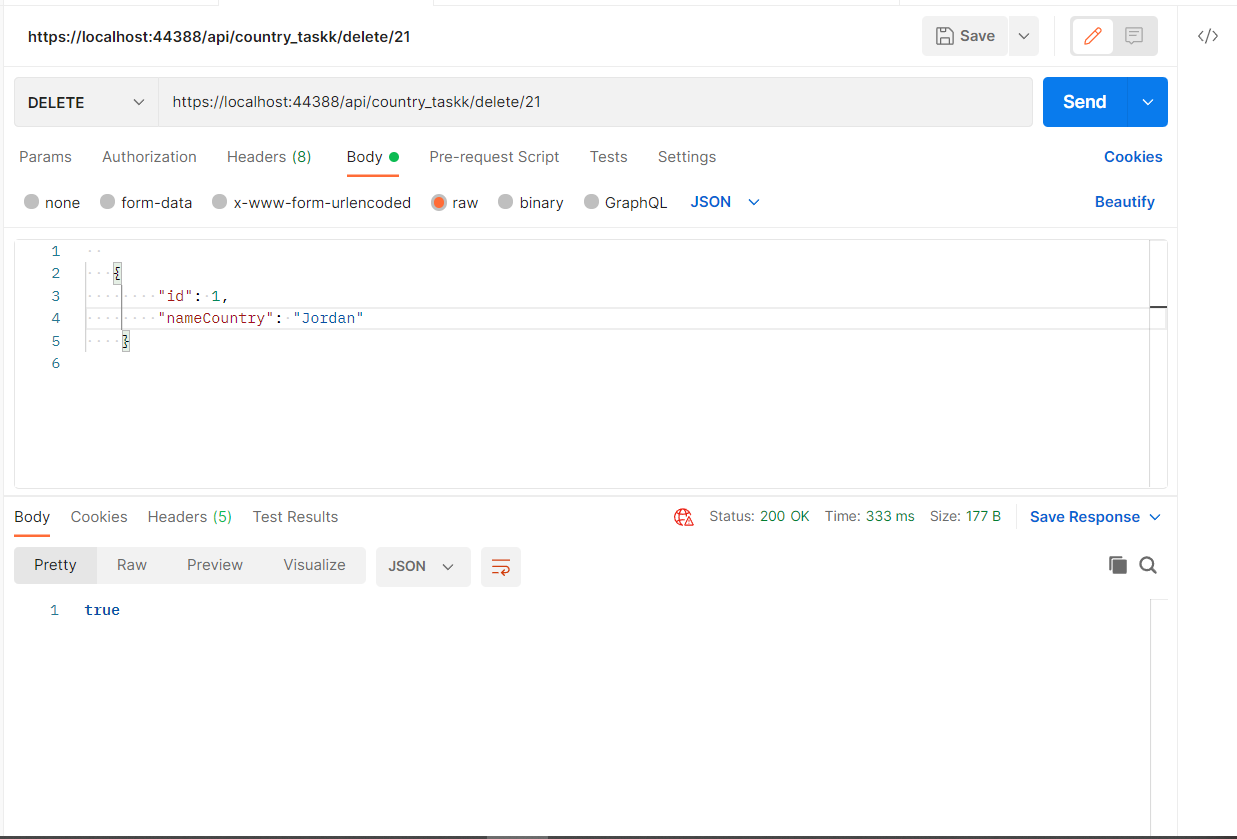 https://localhost:44388/api/country_taskk/delete/21
Save
</>
DELETE
https://localhost:44388/api/country_taskk/delete/21
Send
Params Authorization Headers (8) Body Pre-request Script Tests Settings Cookies
none form-data x-www-form-urlencoded raw binary GraphQL JSON Beautify
1
2 {
3 "id": 1,
4 "nameCountry": "Jordan"
5 }
6
Body Cookies Headers (5) Test Results Status: 200 OK Time: 333 ms Size: 177 B Save Response
Pretty Raw Preview Visualize JSON
1 true